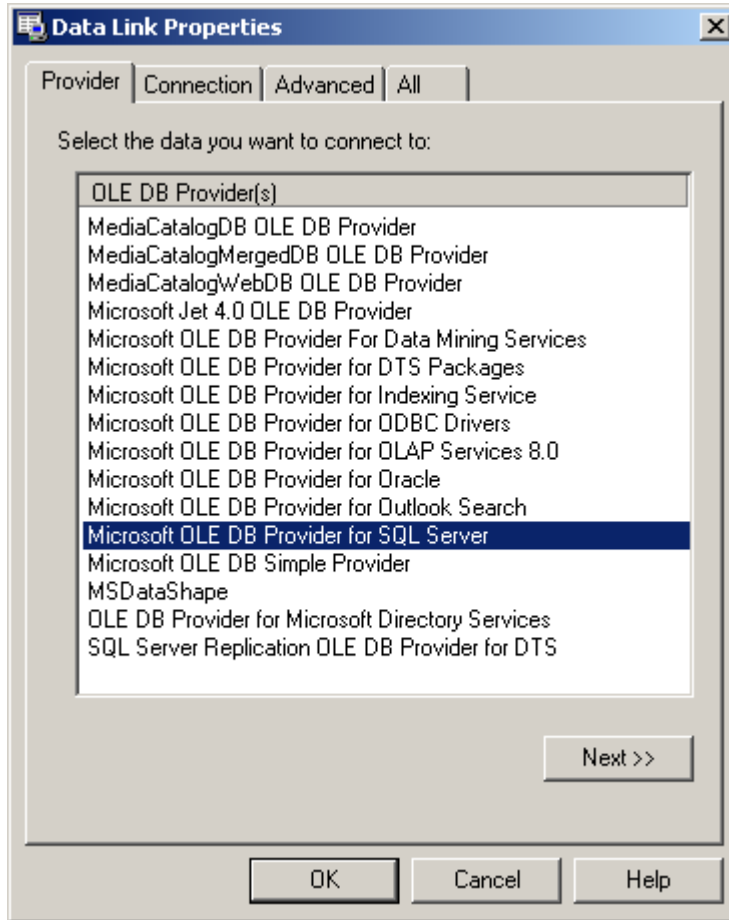 Data Link Properties
Provider
Connection
Advanced
All
Select the data you want to connect to:
OLE DB Provider(s)
MediaCatalogDB OLE DB Provider
MediaCatalogMergedDB OLE DB Provider
MediaCatalogWebDB OLE DB Provider
Microsoft Jet 4.0 OLE DB Provider
Microsoft OLE DB Provider For Data Mining Services
Microsoft OLE DB Provider for DTS Packages
Microsoft OLE DB Provider for Indexing Service
Microsoft OLE DB Provider for ODBC Drivers
Microsoft OLE DB Provider for OLAP Services 8.0
Microsoft OLE DB Provider for Oracle
Microsoft OLE DB Provider for Outlook Search
Microsoft OLE DB Provider for SQL Server
Microsoft OLE DB Simple Provider
MSDataShape
OLE DB Provider for Microsoft Directory Services
SQL Server Replication OLE DB Provider for DTS
Next >>
OK
Cancel
Help